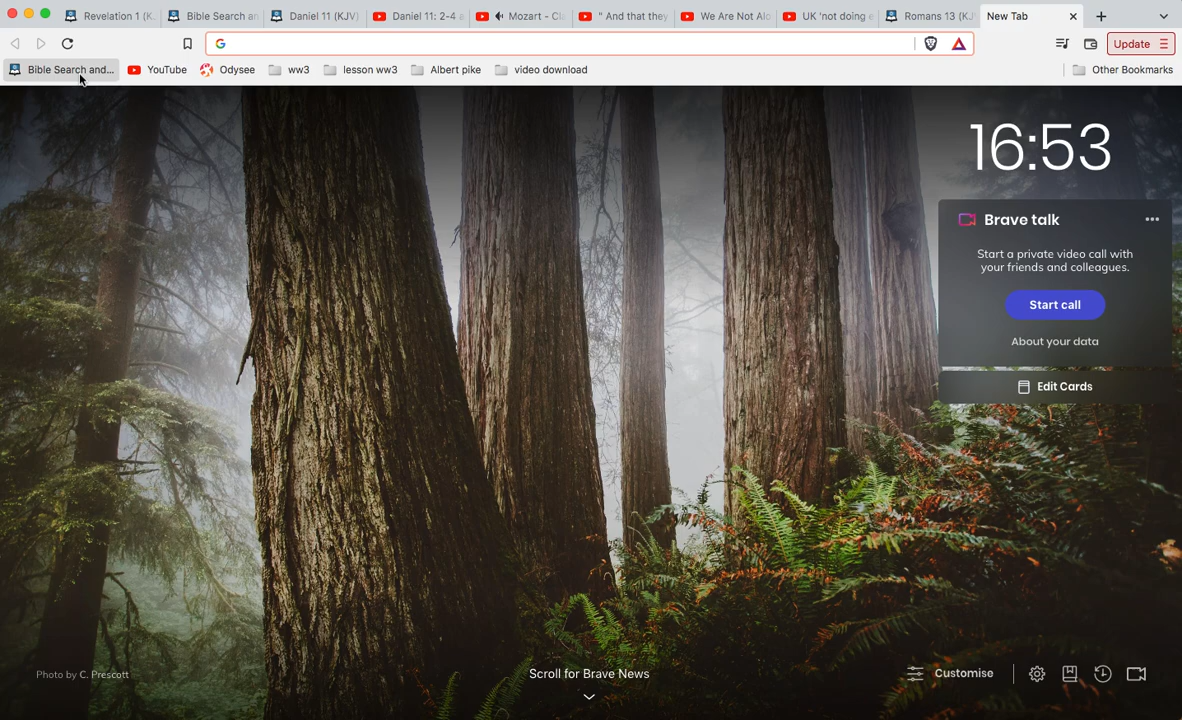 Revelation 1 (K.
Bible Search an
Daniel 11 (KJV)
Daniel 11: 2-4
Mozart - Cl
" And that they
We Are Not Al
UK 'not doing e
Romans 13 (KJ
New Tab
Update
Bible Search and...
YouTube
Odysee
ww3
lesson ww3
Albert pike
video download
Other Bookmarks
16:53
Brave talk
Start a private video call with
your friends and colleagues.
Start call
About your data
Edit Cards
Photo by C. Prescott
Scroll for Brave News
Customise